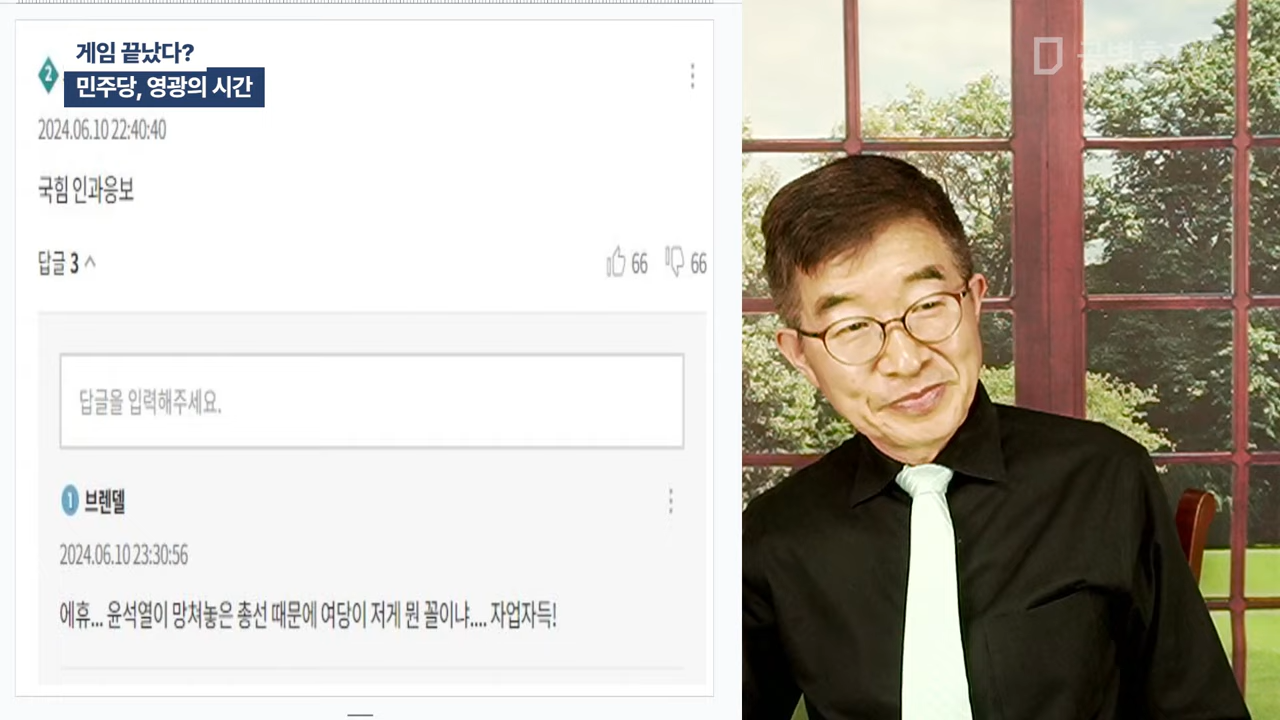 게임 끝났다?
민주당, 영광의 시간
2
2024.06.10 22:40:40
국힘 인과응보
답글 3
66 66
답글을 입력해주세요.
1 브렌델
2024.06.10 23:30:56
에휴... 윤석열이 망쳐놓은 총선 때문에 여당이 저게 뭔 꼴이냐.... 자업자득!